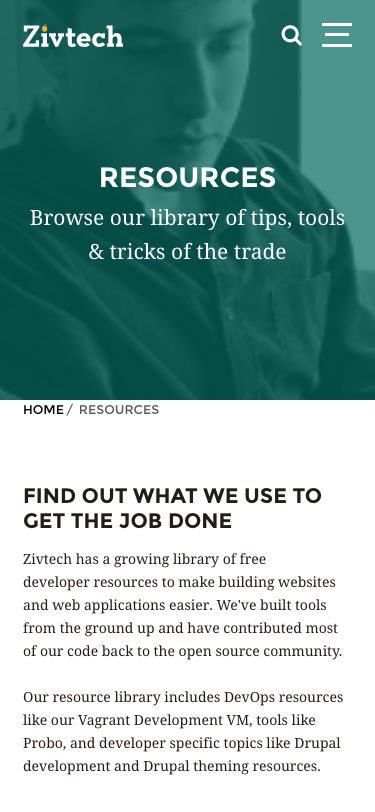 Zivtech
RESOURCES
Browse our library of tips, tools
& tricks of the trade
HOME / RESOURCES
FIND OUT WHAT WE USE TO
GET THE JOB DONE
Zivtech has a growing library of free
developer resources to make building websites
and web applications easier. We've built tools
from the ground up and have contributed most
of our code back to the open source community.
Our resource library includes DevOps resources
like our Vagrant Development VM, tools like
Probo, and developer specific topics like Drupal
development and Drupal theming resources.